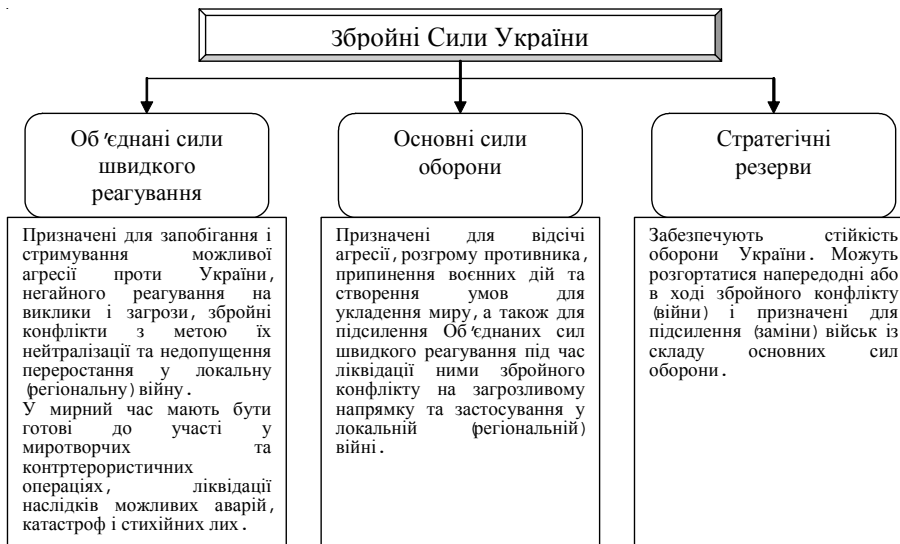 Збройні Сили України
Об’єднані сили
швидкого
реагування
Призначені для запобігання і
стримування можливої
агресії проти України,
негайного реагування на
виклики і загрози, збройні
конфлікти з метою їх
нейтралізації та недопущення
переростання у локальну
(регіональну) війну.
У мирний час мають бути
готові до участі у
миротворчих та
контртерористичних
операціях, ліквідації
наслідків можливих аварій,
катастроф і стихійних лих.
Основні сили
оборони
Призначені для відсічі
агресії, розгрому противника,
припинення воєнних дій та
створення умов для
укладення миру, а також для
підсилення Об’єднаних сил
швидкого реагування під час
ліквідації ними збройного
конфлікту на загрозливому
напрямку та застосування у
локальній (регіональній)
війні.
Стратегічні
резерви
Забезпечують стійкість
оборони України. Можуть
розгортатися напередодні або
в ході збройного конфлікту
(війни) і призначені для
підсилення (заміни) військ із
складу основних сил
оборони.